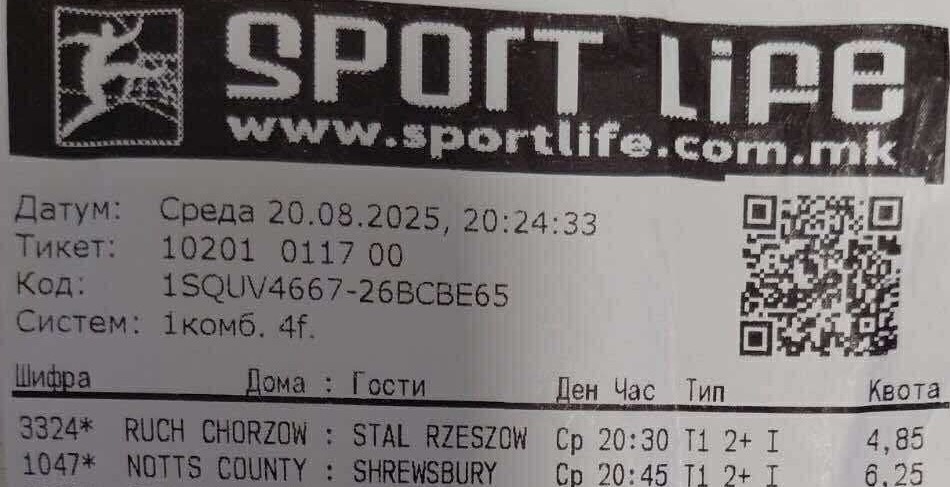 SPORT LIFE
www.sportlife.com.mk
Датум: Среда 20.08.2025, 20:24:33
Тикет: 10201 0117 00
Код: 1SQUV4667-26BCBE65
Систем: 1комб. 4f.
Шифра Дома : Гости Ден Час Тип Квота
3324* RUCH CHORZOW : STAL RZESZOW Ср 20:30 T1 2+ I 4,85
1047* NOTTS COUNTY : SHREWSBURY Ср 20:45 T1 2+ I 6,25